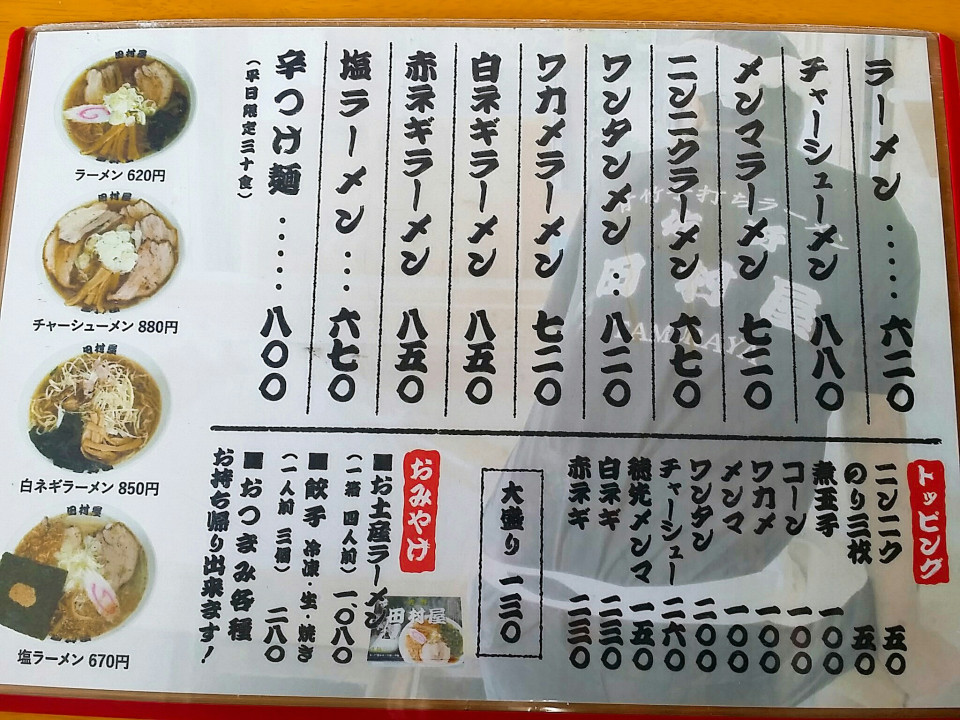 ラーメン・・・・・六二〇
チャーシューメン 八八〇
メンマラーメン 七二〇
ニンニクラーメン 六七〇
ワンタンメン・・八二〇
ワカメラーメン 七二〇
白ネギラーメン 八五〇
赤ネギラーメン 八五〇
塩ラーメン・・・六七〇
辛つけ麺・・・・・八〇〇
(平日限定三十食)
田村屋
ラーメン 620円
田村屋
チャーシューメン 880円
田村屋
白ネギラーメン 850円
田村屋
塩ラーメン 670円
田村屋
トッピング
ニンニク 五〇
のり三枚 五〇
煮玉子 一〇〇
コーン 一〇〇
ワカメ 一〇〇
メンマ 一〇〇
ワンタン 二〇〇
チャーシュー 二六〇
穂先メンマ 一五〇
白ネギ 二三〇
赤ネギ 二三〇
大盛り 一三〇
おみやげ
■お土産ラーメン
(一箱 四人前) 一、〇八〇
■餃子 冷凍・生・焼き
(一人前 三個) 二八〇
■おつまみ各種
お持ち帰り出来ます!
田村屋